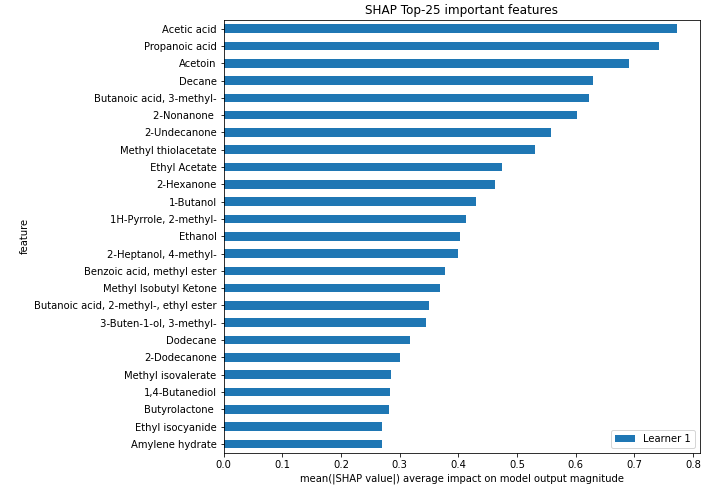 SHAP Top-25 important features
Acetic acid
Propanoic acid
Acetoin
Decane
Butanoic acid, 3-methyl-
2-Nonanone
2-Undecanone
Methyl thiolacetate
Ethyl Acetate
2-Hexanone
1-Butanol
1H-Pyrrole, 2-methyl-
Ethanol
2-Heptanol, 4-methyl-
Benzoic acid, methyl ester
Methyl Isobutyl Ketone
Butanoic acid, 2-methyl-, ethyl ester
3-Buten-1-ol, 3-methyl-
Dodecane
2-Dodecanone
Methyl isovalerate
1,4-Butanediol
Butyrolactone
Ethyl isocyanide
Amylene hydrate
feature
Learner 1
0.0 0.1 0.2 0.3 0.4 0.5 0.6 0.7 0.8
mean(|SHAP value|) average impact on model output magnitude